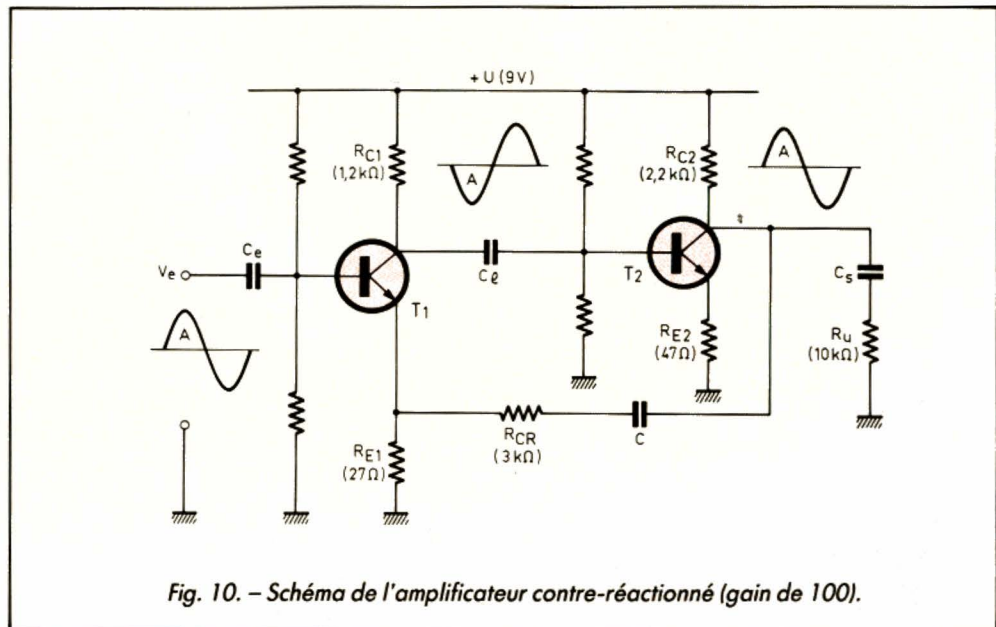 +U (9V)
RC1
(1,2kΩ)
A
RC2
(2,2kΩ)
A
Ve
Ce
T1
Cℓ
T2
*
Cs
A
RE2
(47Ω)
Ru
(10kΩ)
RE1
(27Ω)
RCR
(3kΩ)
C
Fig. 10. – Schéma de l'amplificateur contre-réactionné (gain de 100).